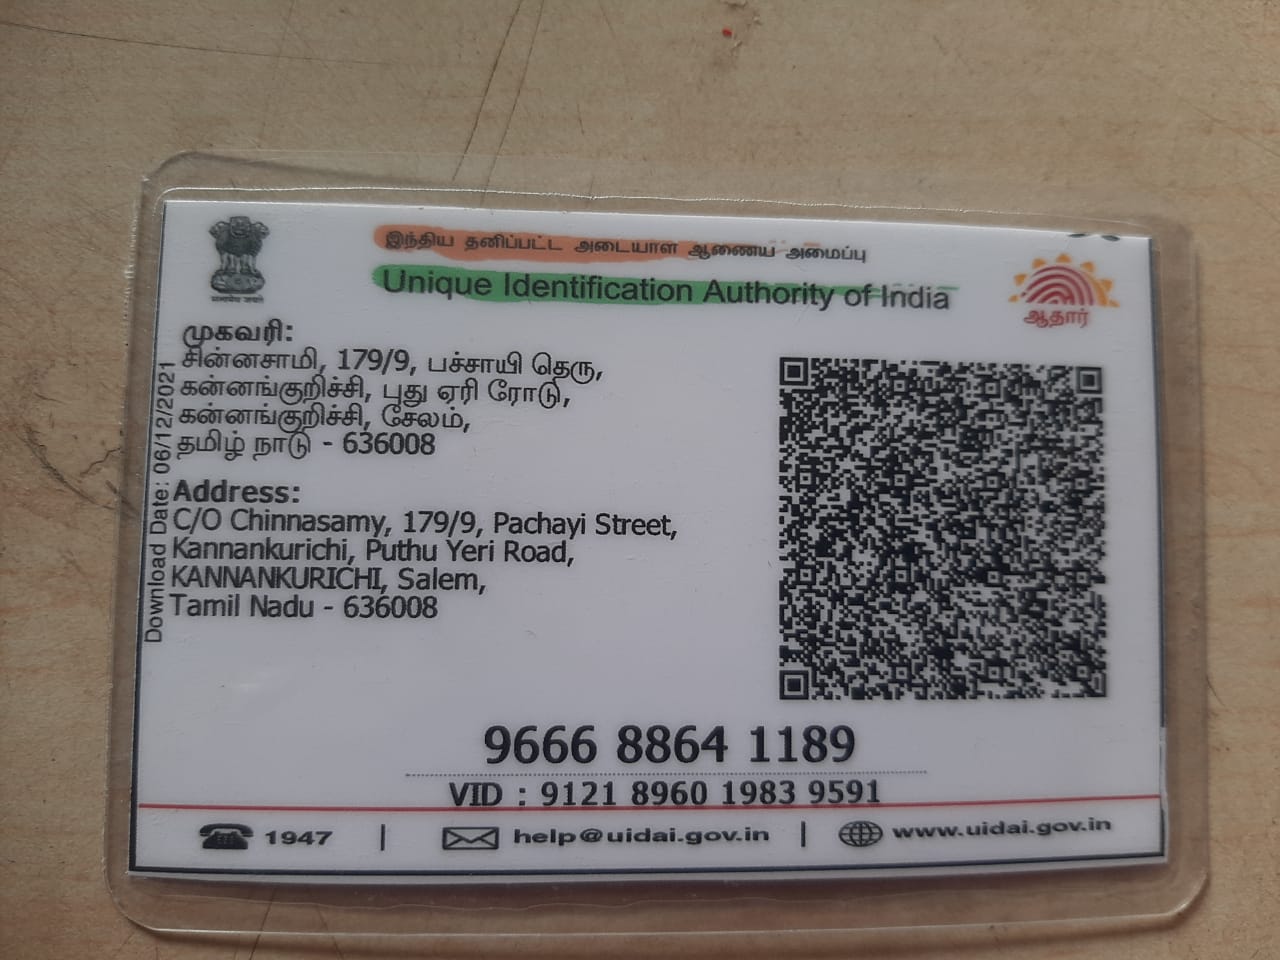 இந்திய தனிப்பட்ட அடையாள ஆணைய அமைப்பு
Unique Identification Authority of India
सत्यमेव जयते
ஆதார்
முகவரி:
சின்னசாமி, 179/9, பச்சாயி தெரு,
கன்னங்குறிச்சி, புது ஏரி ரோடு,
கன்னங்குறிச்சி, சேலம்,
தமிழ் நாடு - 636008
Download Date: 06/12/2021
Address:
C/O Chinnasamy, 179/9, Pachayi Street,
Kannankurichi, Puthu Yeri Road,
KANNANKURICHI, Salem,
Tamil Nadu - 636008
9666 8864 1189
VID : 9121 8960 1983 9591
1947 | help@uidai.gov.in | www.uidai.gov.in